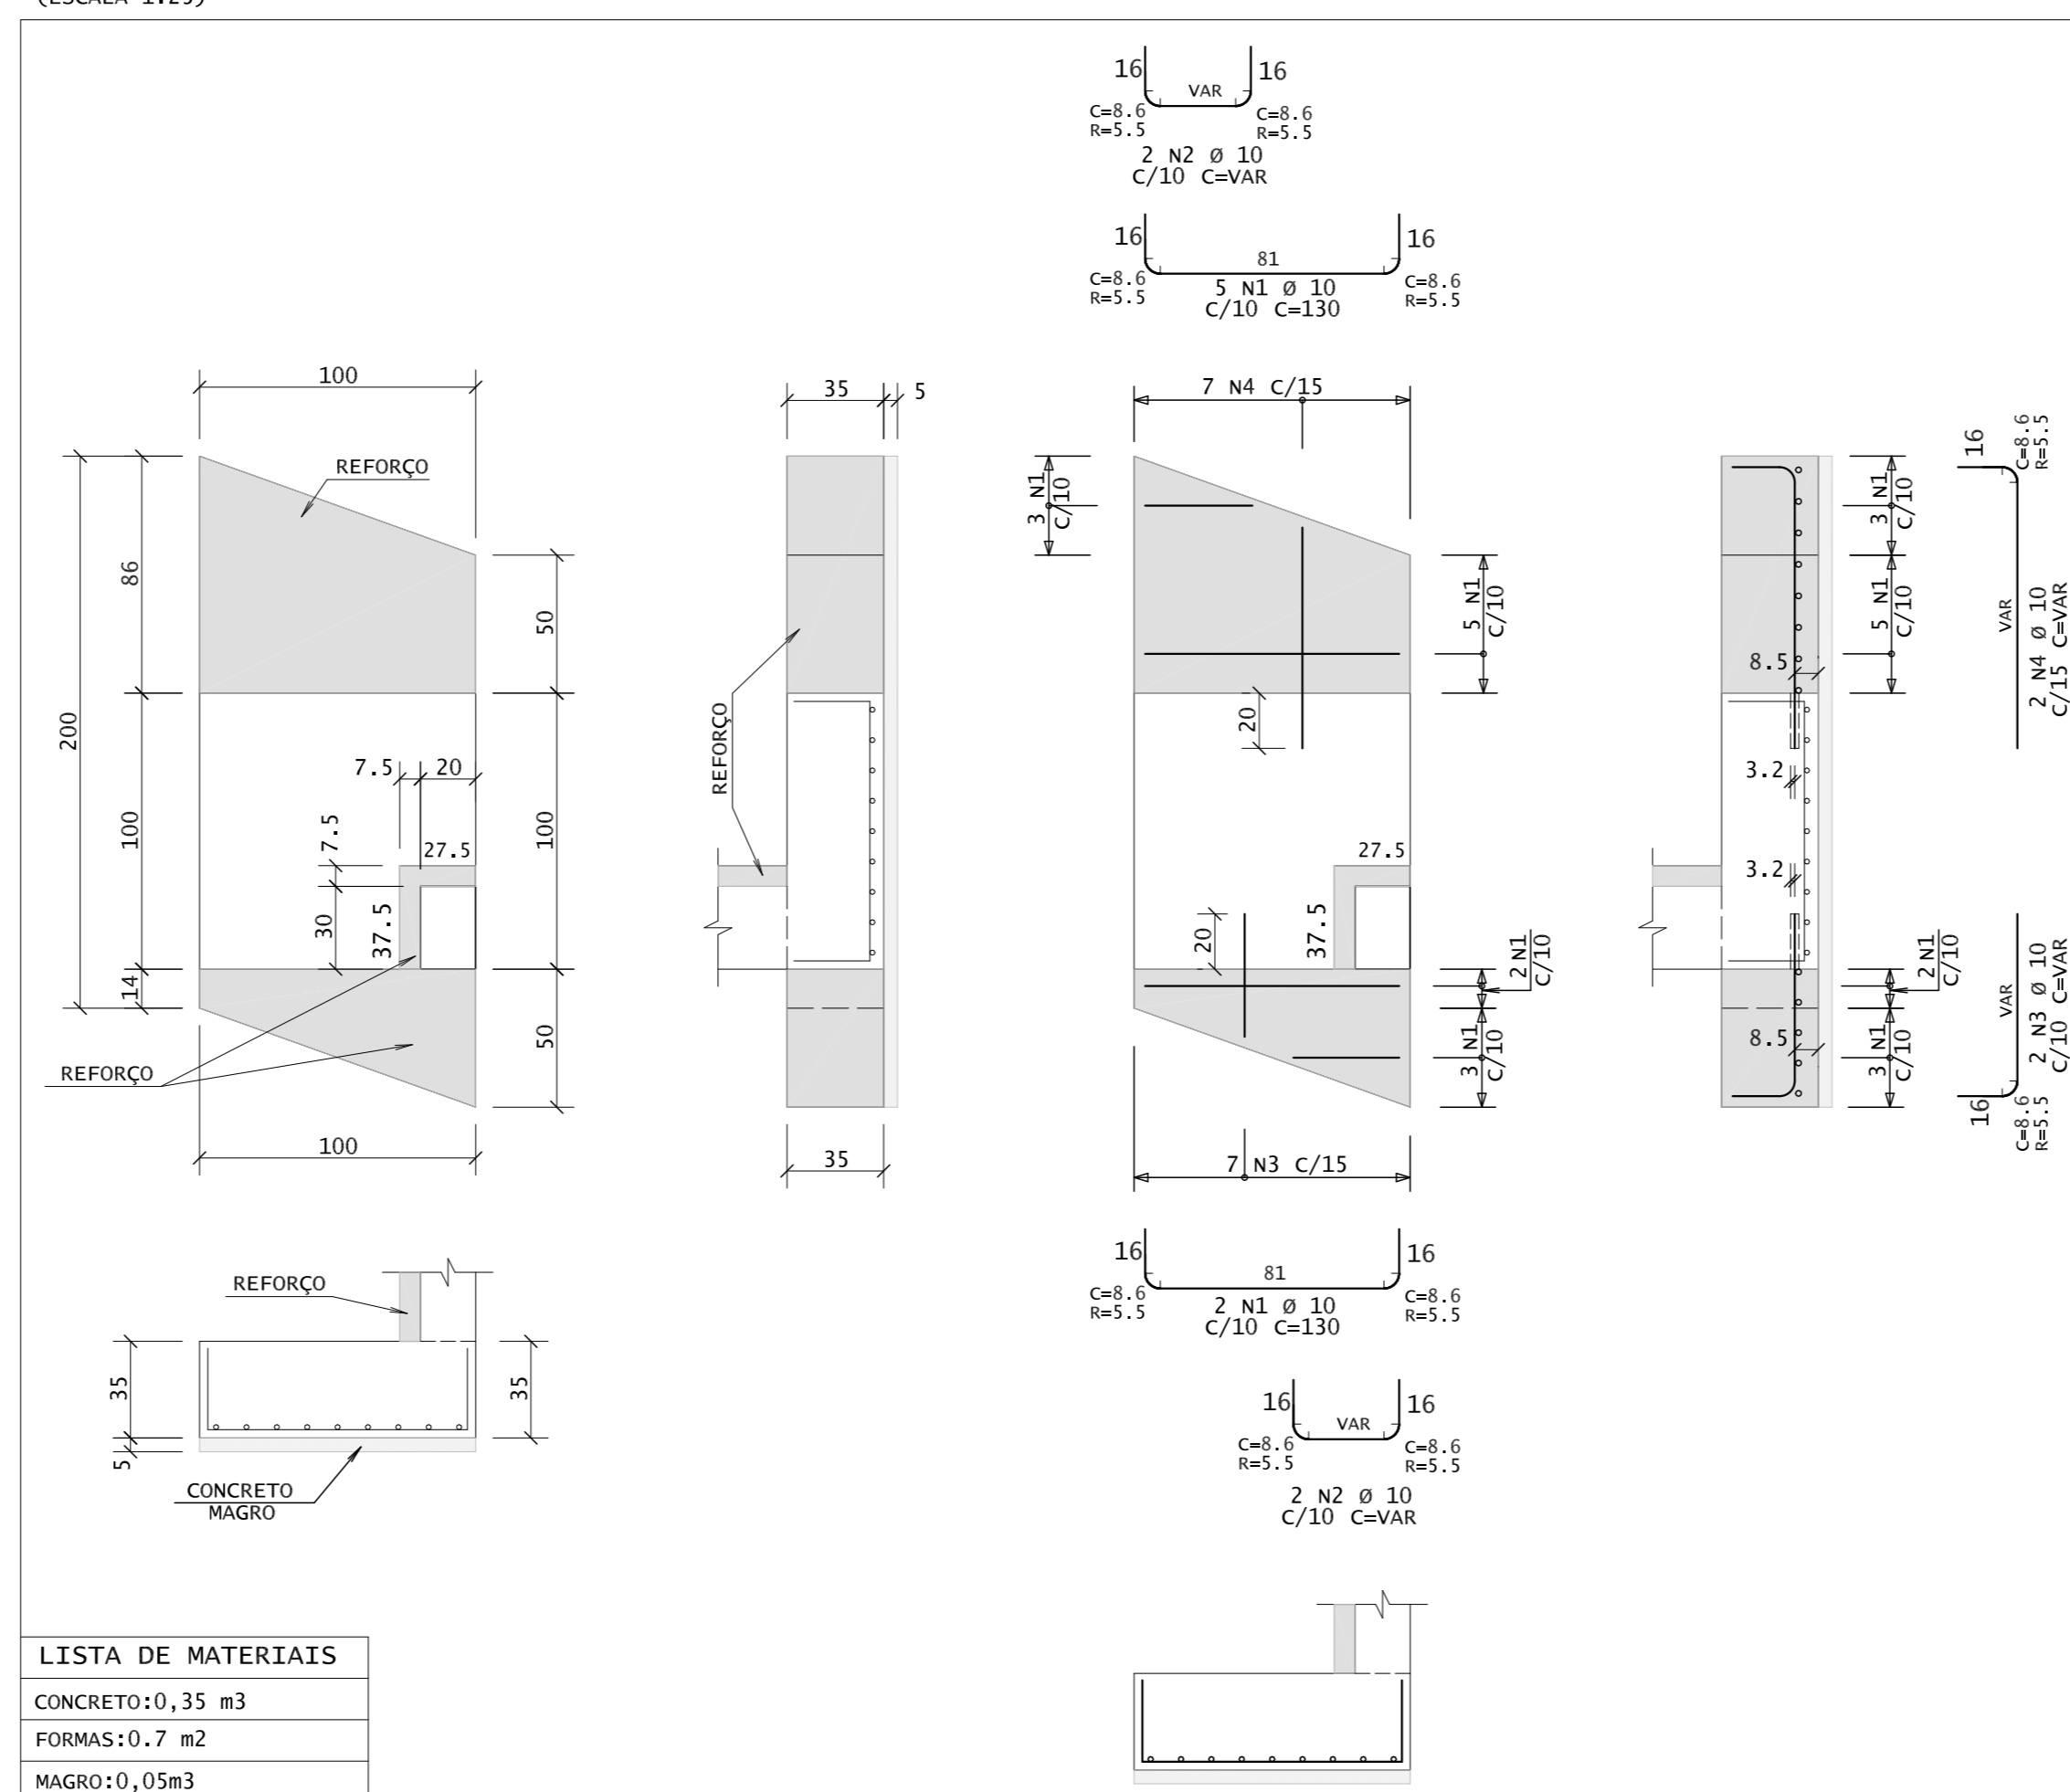 16
16
VAR
C=8.6
R=5.5
C=8.6
R=5.5
2 N2 Ø 10
C/10 C=VAR
16
16
81
C=8.6
R=5.5
C=8.6
R=5.5
5 N1 Ø 10
C/10 C=130
100
REFORÇO
86
50
200
100
100
7.5
20
7.5
27.5
30
37.5
14
50
REFORÇO
100
35
5
REFORÇO
35
7 N4 C/15
3 N1
C/10
5 N1
C/10
20
27.5
37.5
20
2 N1
C/10
3 N1
C/10
7 N3 C/15
3 N1
C/10
5 N1
C/10
8.5
3.2
3.2
8.5
2 N1
C/10
3 N1
C/10
16
C=8.6
R=5.5
VAR
2 N4 Ø 10
C/15 C=VAR
VAR
2 N3 Ø 10
C/10 C=VAR
16
C=8.6
R=5.5
16
16
81
C=8.6
R=5.5
C=8.6
R=5.5
2 N1 Ø 10
C/10 C=130
16
16
VAR
C=8.6
R=5.5
C=8.6
R=5.5
2 N2 Ø 10
C/10 C=VAR
REFORÇO
35
35
5
CONCRETO
MAGRO
LISTA DE MATERIAIS
CONCRETO:0,35 m3
FORMAS:0.7 m2
MAGRO:0,05m3